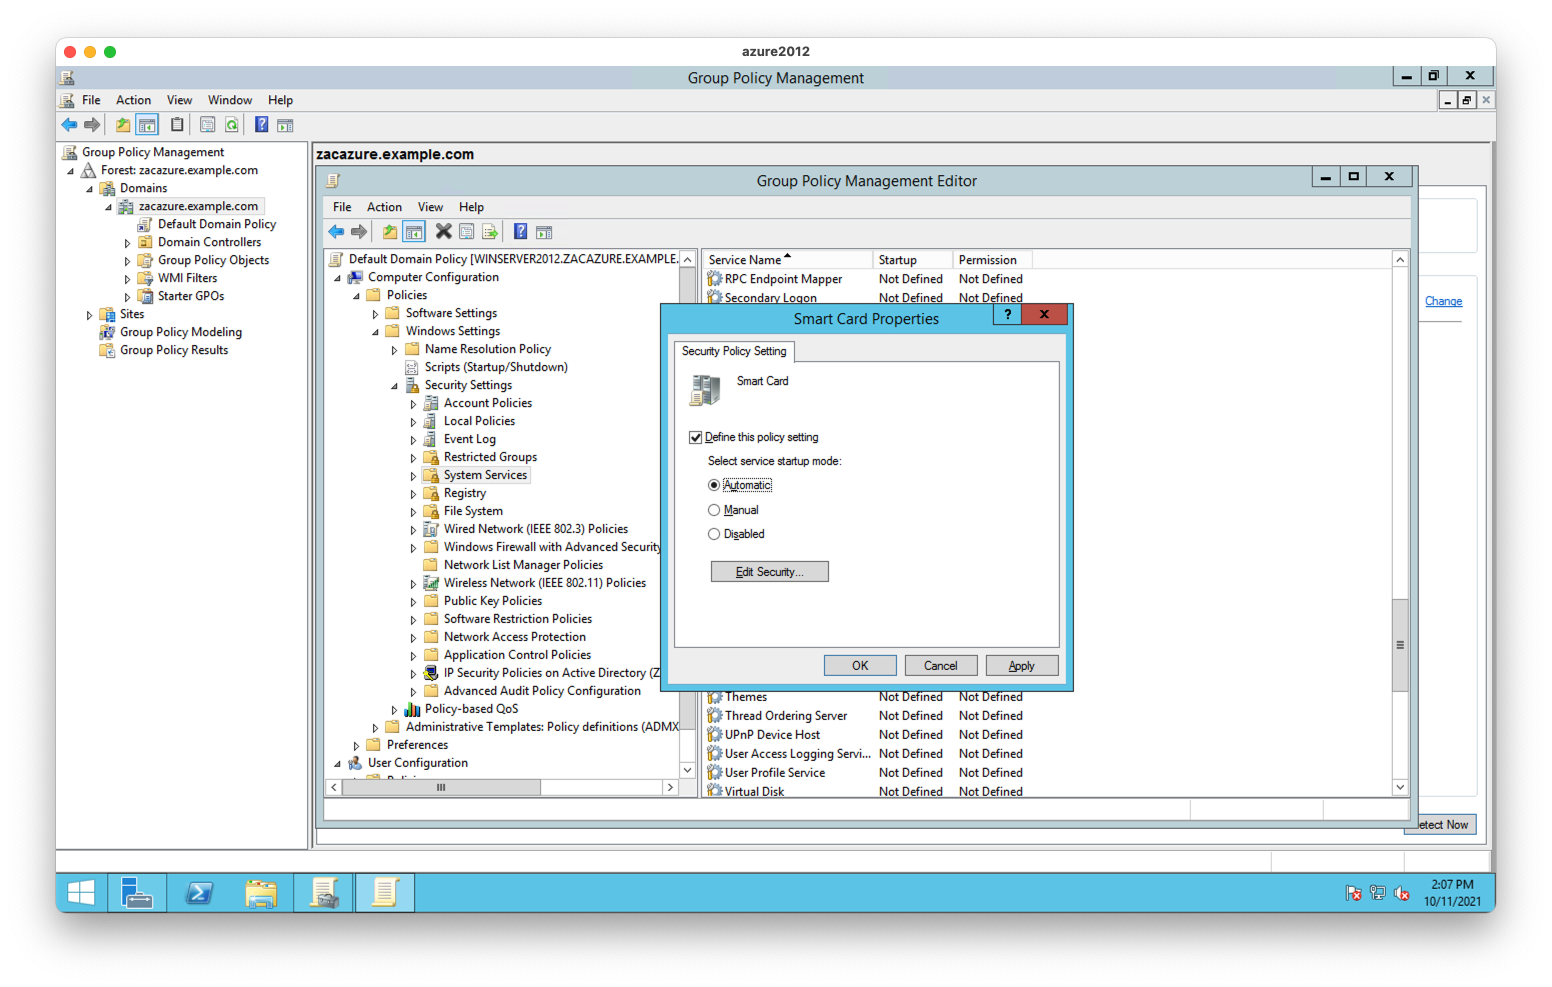 azure2012
Group Policy Management
File Action View Window Help
Group Policy Management
Forest: zacazure.example.com
Domains
zacazure.example.com
Default Domain Policy
Domain Controllers
Group Policy Objects
WMI Filters
Starter GPOs
Sites
Group Policy Modeling
Group Policy Results
zacazure.example.com
Group Policy Management Editor
File Action View Help
Default Domain Policy [WINSERVER2012.ZACAZURE.EXAMPLE.
Computer Configuration
Policies
Software Settings
Windows Settings
Name Resolution Policy
Scripts (Startup/Shutdown)
Security Settings
Account Policies
Local Policies
Event Log
Restricted Groups
System Services
Registry
File System
Wired Network (IEEE 802.3) Policies
Windows Firewall with Advanced Security
Network List Manager Policies
Wireless Network (IEEE 802.11) Policies
Public Key Policies
Software Restriction Policies
Network Access Protection
Application Control Policies
IP Security Policies on Active Directory (Z
Advanced Audit Policy Configuration
Policy-based QoS
Administrative Templates: Policy definitions (ADMX
Preferences
User Configuration
Service Name Startup Permission
RPC Endpoint Mapper Not Defined Not Defined
Secondary Logon Not Defined Not Defined
Smart Card Properties
? X
Security Policy Setting
Smart Card
Define this policy setting
Select service startup mode:
Automatic
Manual
Disabled
Edit Security...
OK Cancel Apply
Themes Not Defined Not Defined
Thread Ordering Server Not Defined Not Defined
UPnP Device Host Not Defined Not Defined
User Access Logging Servi... Not Defined Not Defined
User Profile Service Not Defined Not Defined
Virtual Disk Not Defined Not Defined
Change
etect Now
2:07 PM
10/11/2021